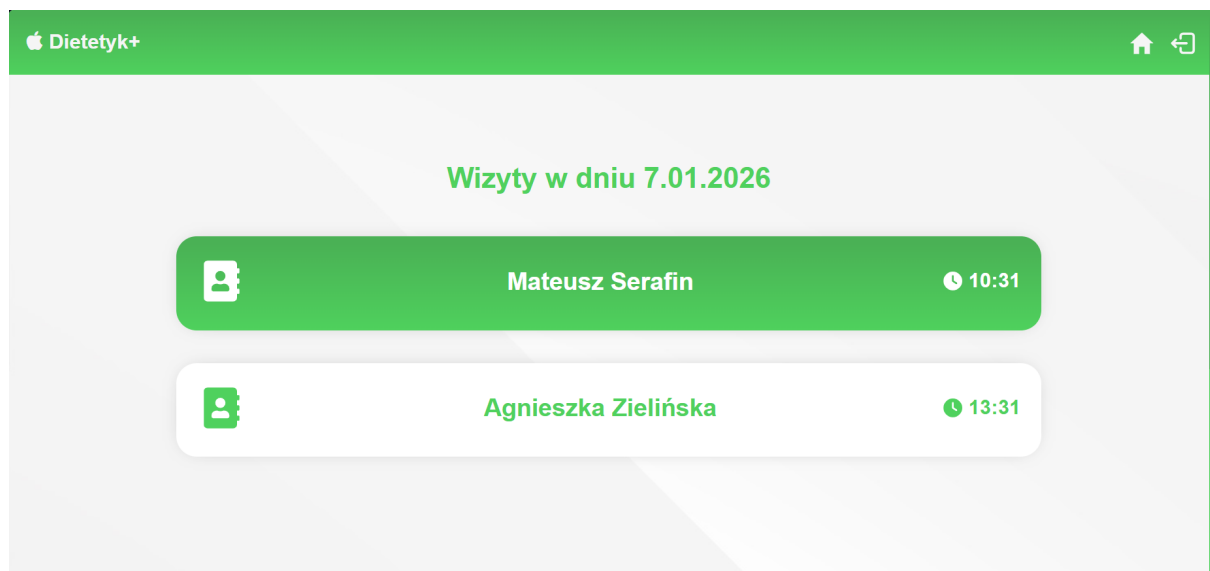 Dietetyk+
Wizyty w dniu 7.01.2026
Mateusz Serafin 10:31
Agnieszka Zielińska 13:31